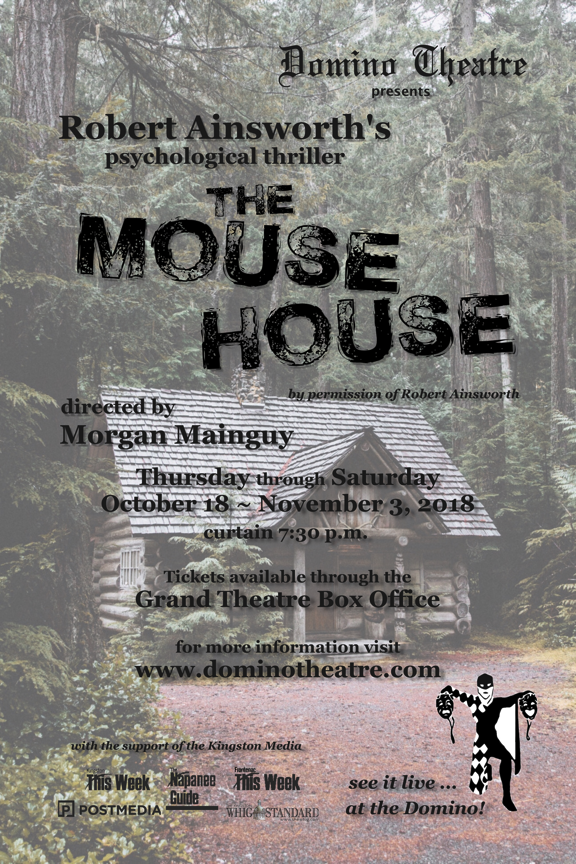 Domino Theatre
presents
Robert Ainsworth's
psychological thriller
THE
MOUSE
HOUSE
by permission of Robert Ainsworth
directed by
Morgan Mainguy
Thursday through Saturday
October 18 ~ November 3, 2018
curtain 7:30 p.m.
Tickets available through the
Grand Theatre Box Office
for more information visit
www.dominotheatre.com
with the support of the Kingston Media
This Week
Napanee
Guide
Frontenac
This Week
POSTMEDIA
WHIG STANDARD
see it live ...
at the Domino!